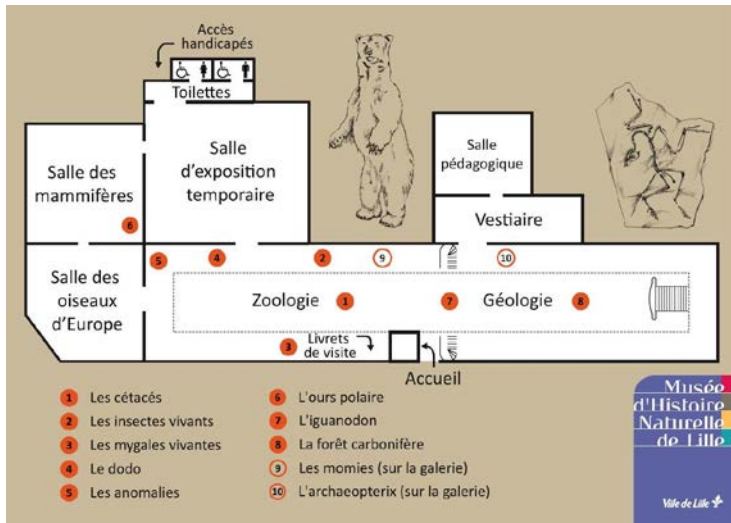 Accès
handicapés
Toilettes
Salle des
mammifères
6
Salle
d'exposition
temporaire
Salle
pédagogique
Vestiaire
5
4
2
9
10
Salle des
oiseaux
d'Europe
Zoologie 1
7
Géologie 8
3
Livrets
de visite
Accueil
1 Les cétacés
2 Les insectes vivants
3 Les mygales vivantes
4 Le dodo
5 Les anomalies
6 L'ours polaire
7 L'iguanodon
8 La forêt carbonifère
9 Les momies (sur la galerie)
10 L'archaeopterix (sur la galerie)
Musée
d'Histoire
Naturelle
de Lille
Ville de Lille